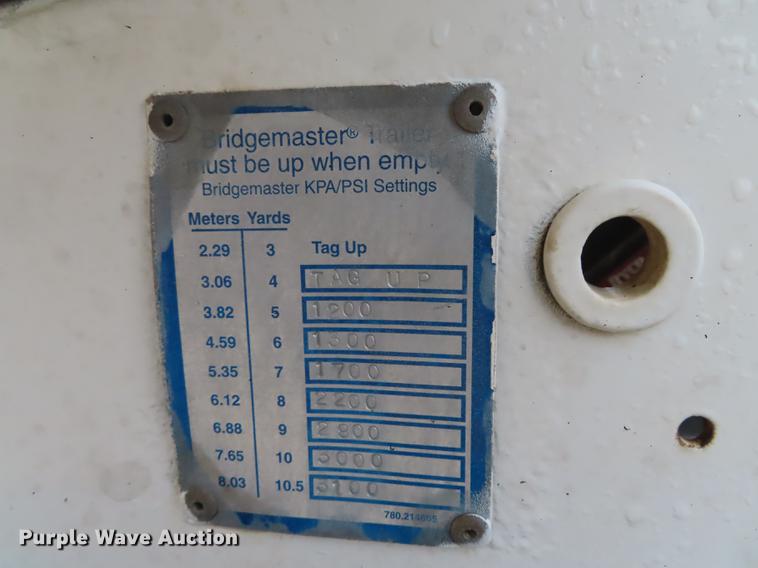 Bridgemaster® Trailer
must be up when empty
Bridgemaster KPA/PSI Settings
Meters Yards
2.29 3 Tag Up
3.06 4 TAG UP
3.82 5 1200
4.59 6 1300
5.35 7 1700
6.12 8 2200
6.88 9 2800
7.65 10 3000
8.03 10.5 3100
Purple Wave Auction